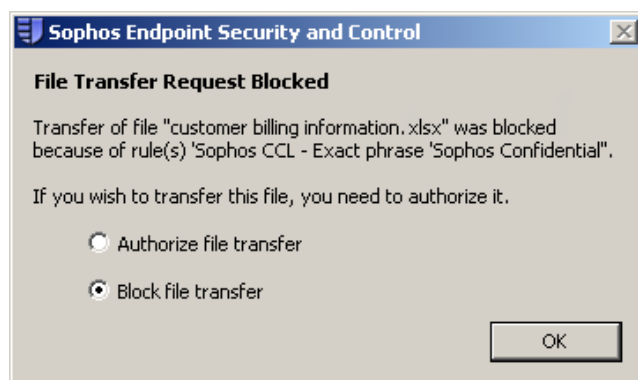 Sophos Endpoint Security and Control
File Transfer Request Blocked
Transfer of file "customer billing information.xlsx" was blocked
because of rule(s) 'Sophos CCL - Exact phrase 'Sophos Confidential''.
If you wish to transfer this file, you need to authorize it.
Authorize file transfer
Block file transfer
OK